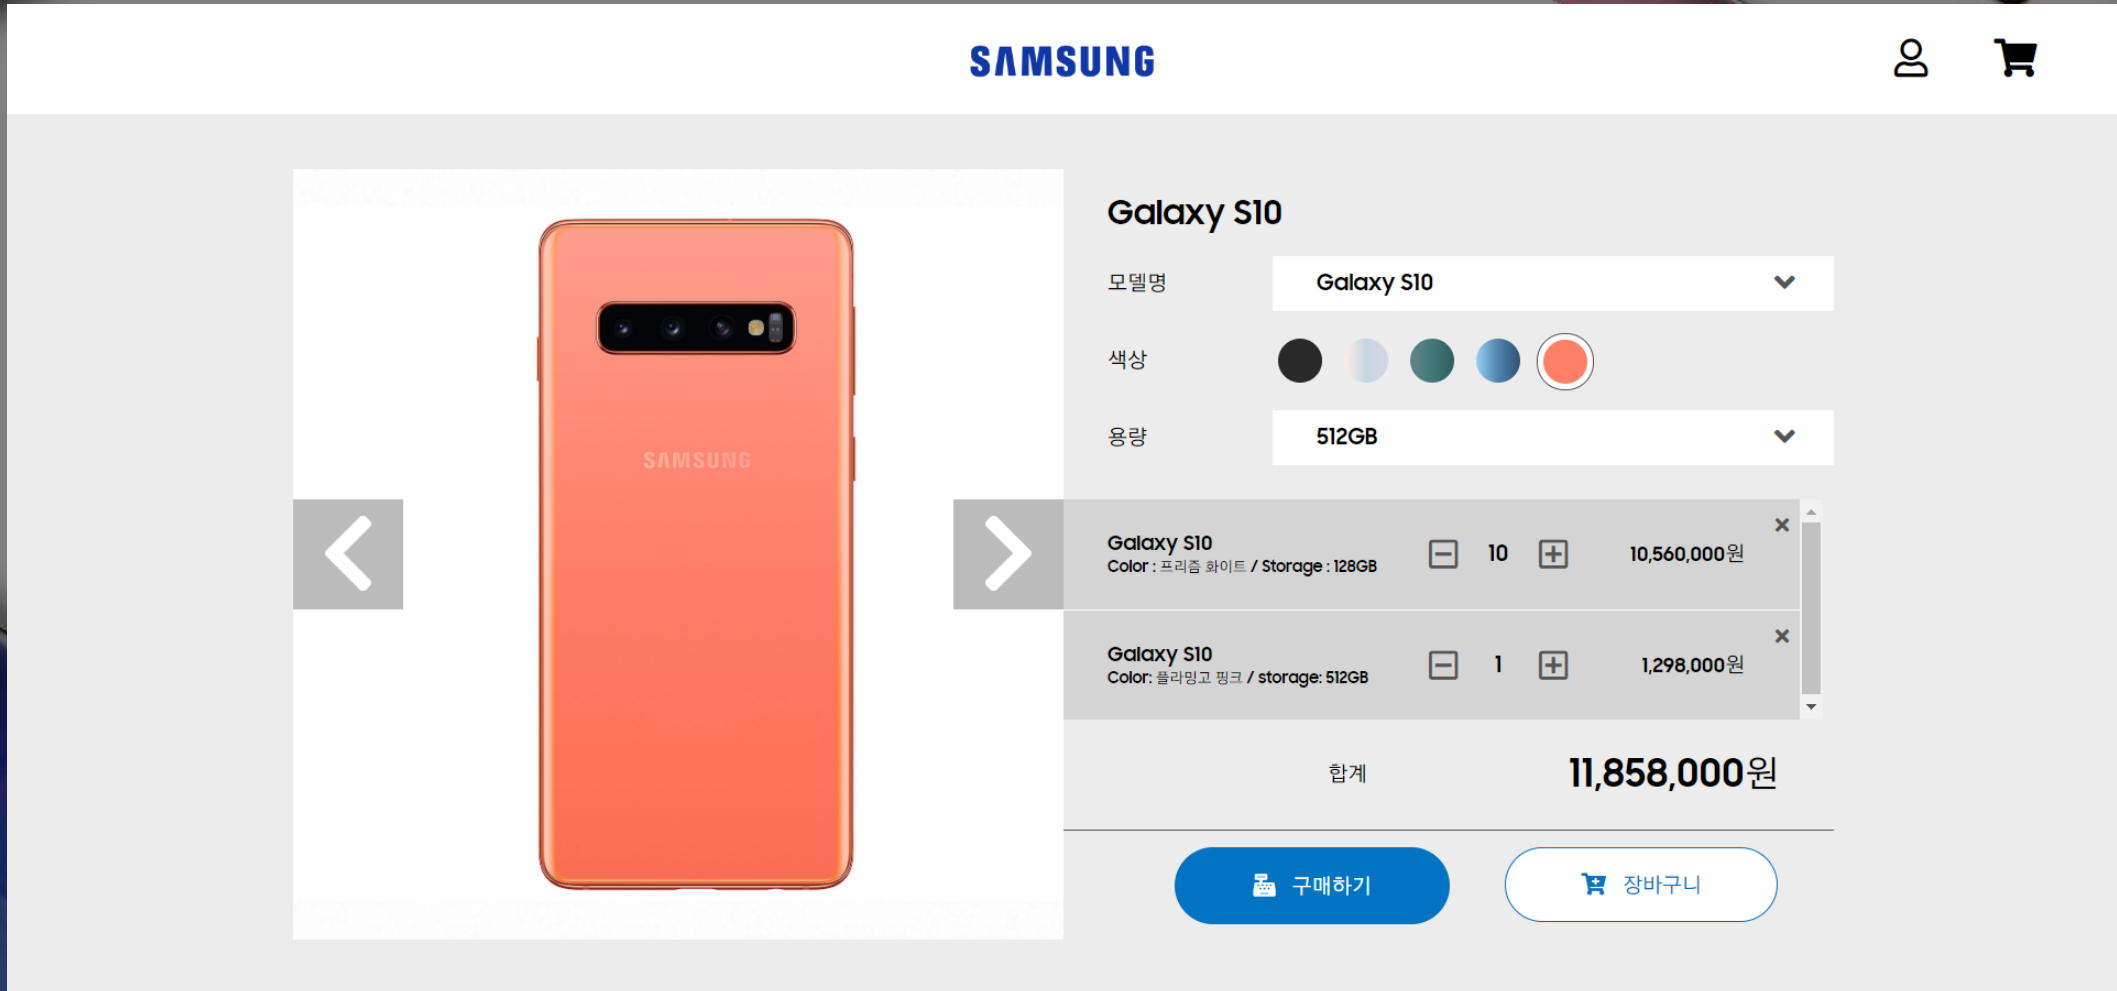 SAMSUNG
SAMSUNG
Galaxy S10
모델명 Galaxy S10
색상
용량 512GB
Galaxy S10
Color : 프리즘 화이트 / Storage : 128GB
10
10,560,000원
Galaxy S10
Color: 플라밍고 핑크 / storage: 512GB
1
1,298,000원
합계 11,858,000원
구매하기 장바구니